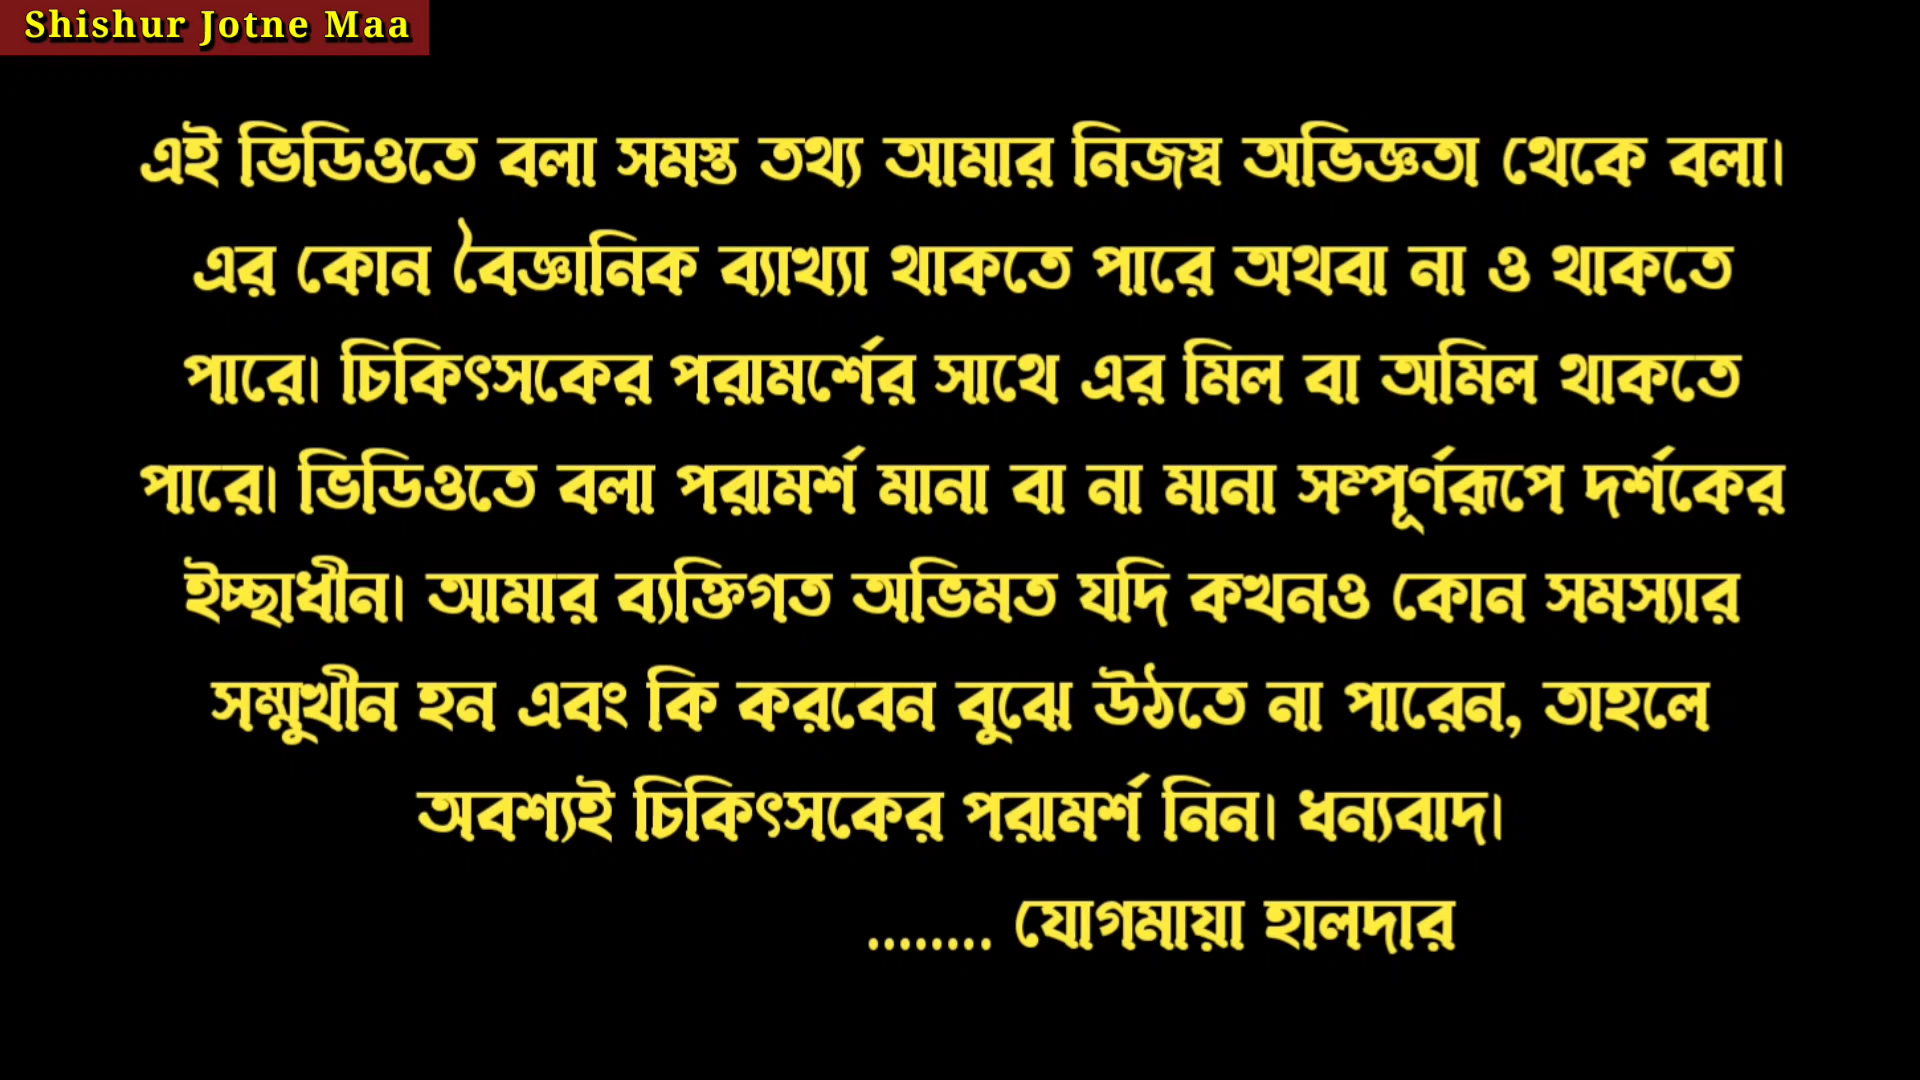 Shishur Jotne Maa
এই ভিডিওতে বলা সমস্ত তথ্য আমার নিজস্ব অভিজ্ঞতা থেকে বলা।
এর কোন বৈজ্ঞানিক ব্যাখ্যা থাকতে পারে অথবা না ও থাকতে
পারে। চিকিৎসকের পরামর্শের সাথে এর মিল বা অমিল থাকতে
পারে। ভিডিওতে বলা পরামর্শ মানা বা না মানা সম্পূর্ণরূপে দর্শকের
ইচ্ছাধীন। আমার ব্যক্তিগত অভিমত যদি কখনও কোন সমস্যার
সম্মুখীন হন এবং কি করবেন বুঝে উঠতে না পারেন, তাহলে
অবশ্যই চিকিৎসকের পরামর্শ নিন। ধন্যবাদ।
........ যোগমায়া হালদার